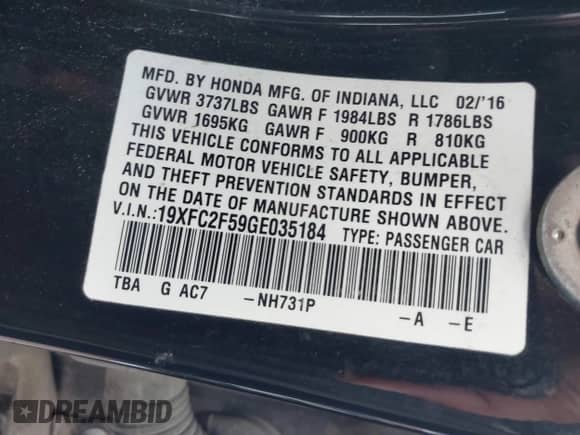 MFD. BY HONDA MFG. OF INDIANA, LLC 02/'16
GVWR 3737LBS GAWR F 1984LBS R 1786LBS
GVWR 1695KG GAWR F 900KG R 810KG
THIS VEHICLE CONFORMS TO ALL APPLICABLE
FEDERAL MOTOR VEHICLE SAFETY, BUMPER,
AND THEFT PREVENTION STANDARDS IN EFFECT
ON THE DATE OF MANUFACTURE SHOWN ABOVE.
V.I.N.:19XFC2F59GE035184 TYPE: PASSENGER CAR
TBA G AC7 -NH731P -A -E
DREAMBID